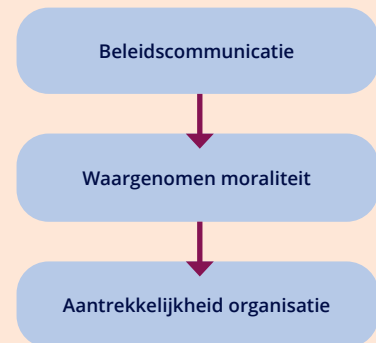 Beleidscommunicatie
Waargenomen moraliteit
Aantrekkelijkheid organisatie